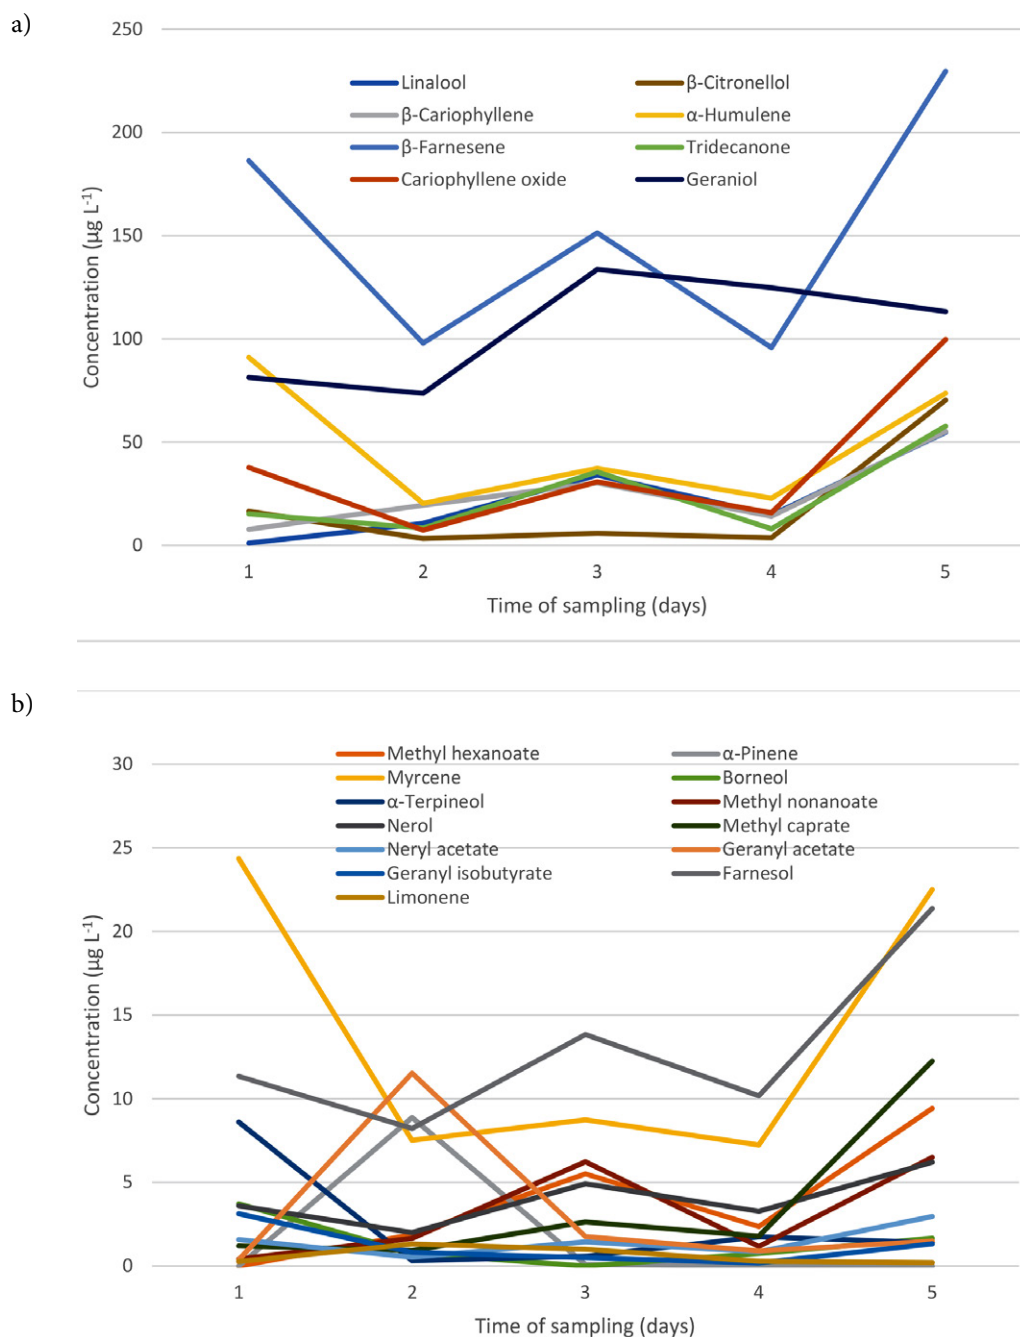 a)
250
200
150
100
50
0
Concentration (µg L-1)
Linalool
β-Citronellol
β-Cariophyllene
α-Humulene
β-Farnesene
Tridecanone
Cariophyllene oxide
Geraniol
1 2 3 4 5
Time of sampling (days)
b)
30
25
20
15
10
5
0
Concentration (µg L-1)
Methyl hexanoate
α-Pinene
Myrcene
Borneol
α-Terpineol
Methyl nonanoate
Nerol
Methyl caprate
Neryl acetate
Geranyl acetate
Geranyl isobutyrate
Farnesol
Limonene
1 2 3 4 5
Time of sampling (days)